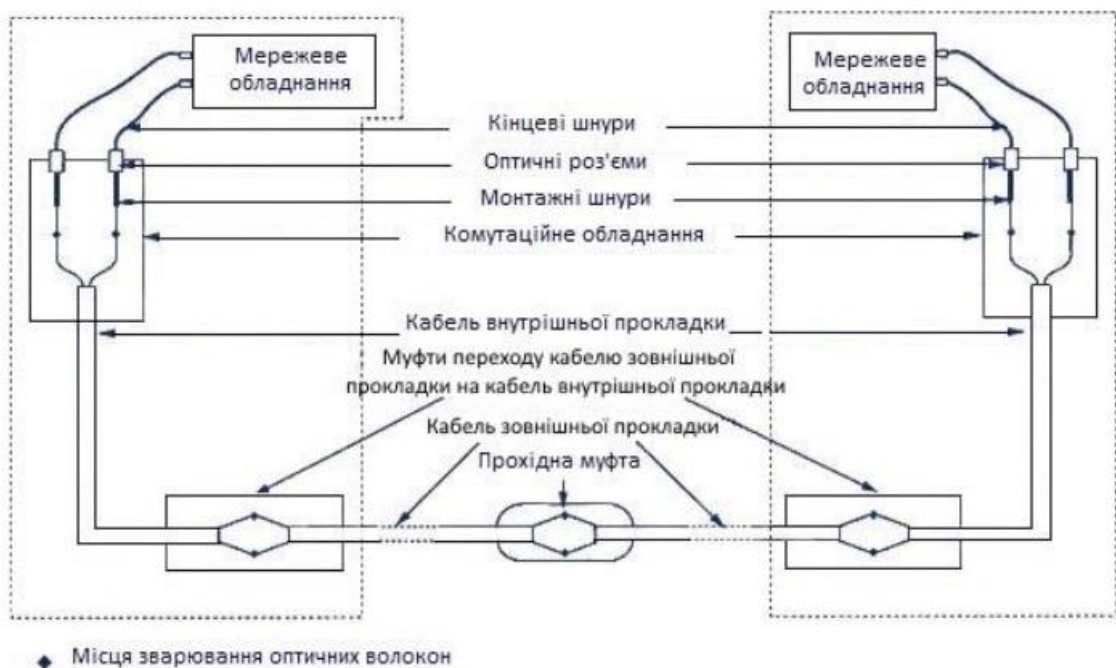 Мережеве
обладнання
Мережеве
обладнання
Кінцеві шнури
Оптичні роз'єми
Монтажні шнури
Комутаційне обладнання
Кабель внутрішньої прокладки
Муфти переходу кабелю зовнішньої
прокладки на кабель внутрішньої прокладки
Кабель зовнішньої прокладки
Прохідна муфта
Місця зварювання оптичних волокон